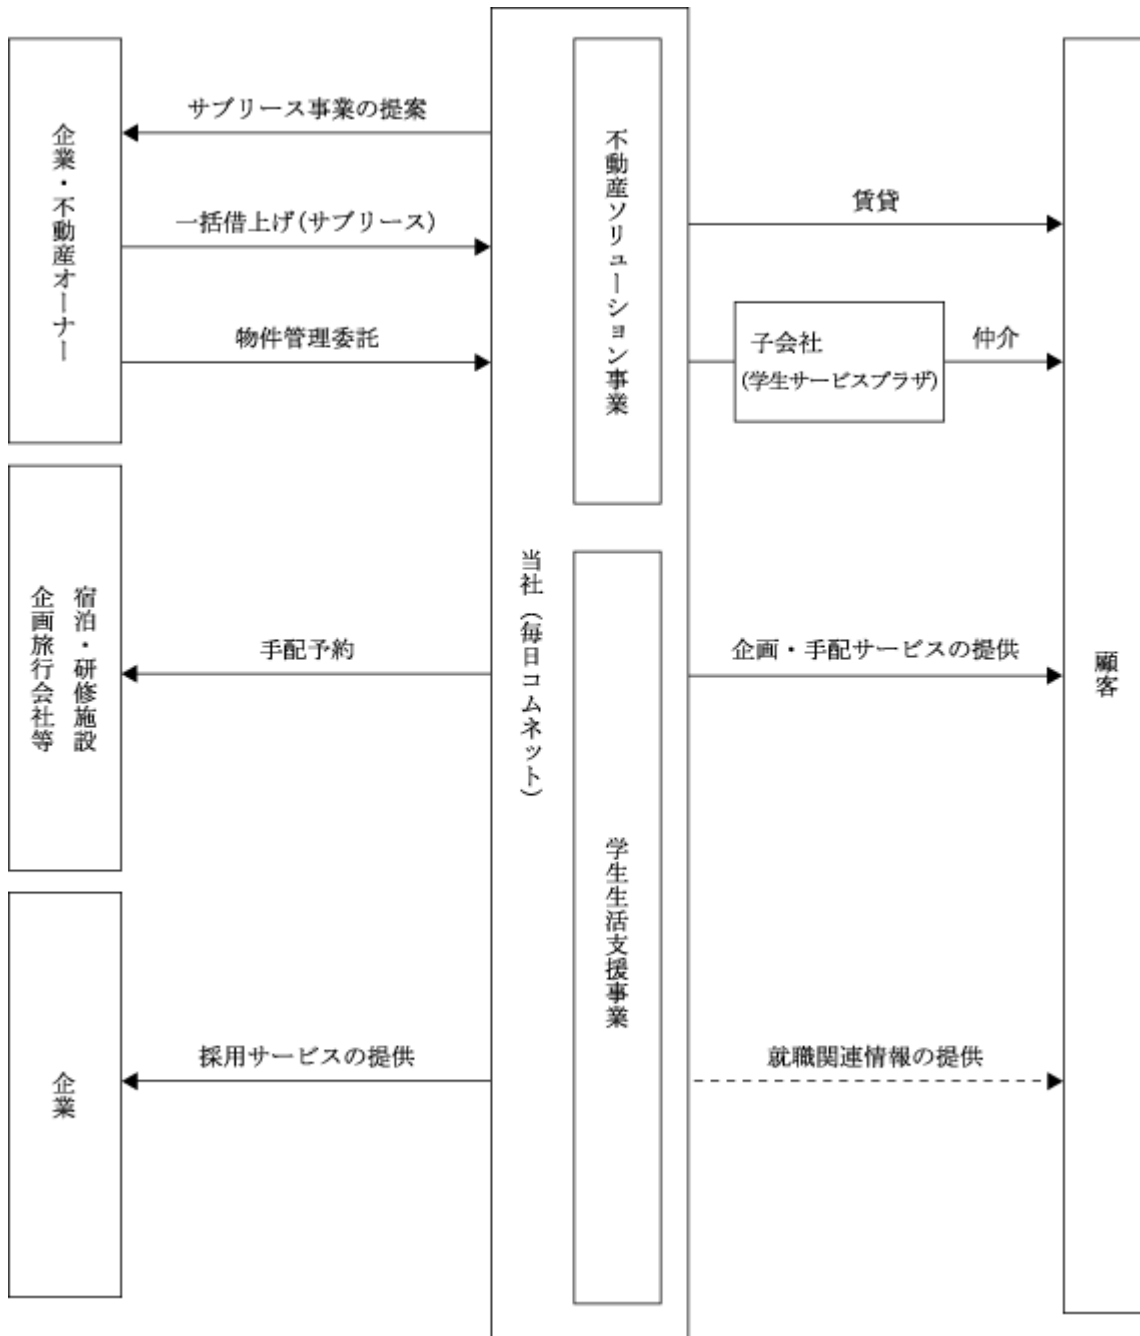 企業・不動産オーナー
サブリース事業の提案
一括借上げ(サブリース)
物件管理委託
不動産ソリューション事業
賃貸
子会社
(学生サービスプラザ)
仲介
宿泊・研修施設
企画旅行会社等
手配予約
当社(毎日コムネット)
企画・手配サービスの提供
顧客
学生生活支援事業
企業
採用サービスの提供
就職関連情報の提供